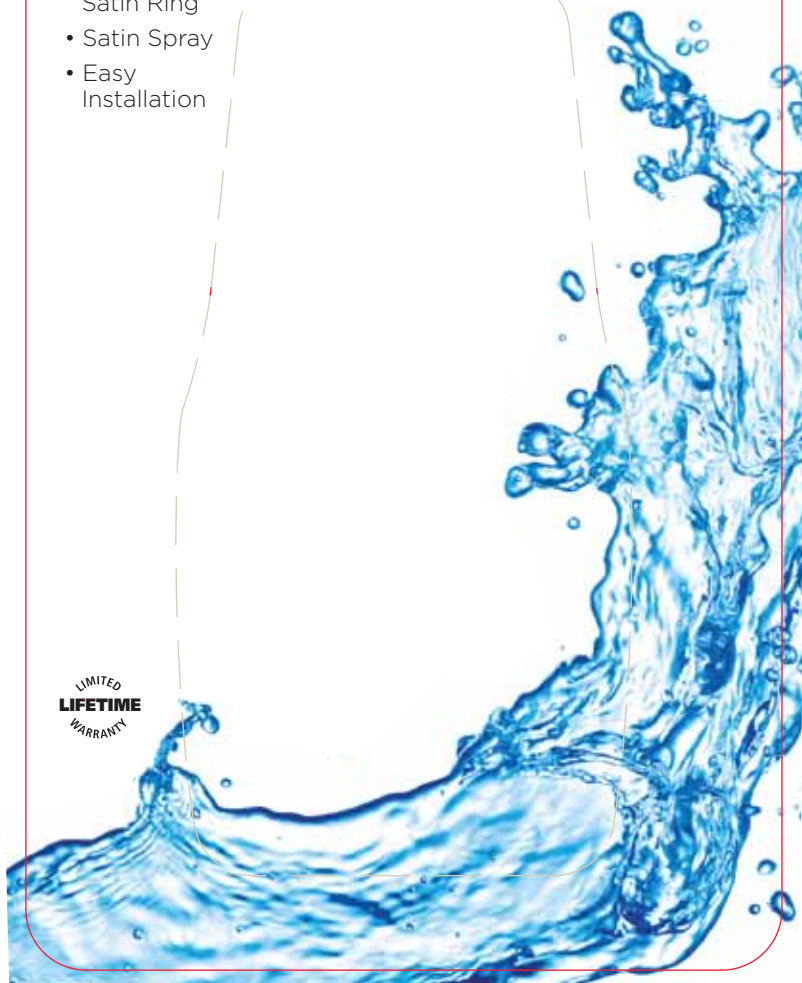 Satin Ring
• Satin Spray
• Easy
Installation
LIMITED
LIFETIME
WARRANTY